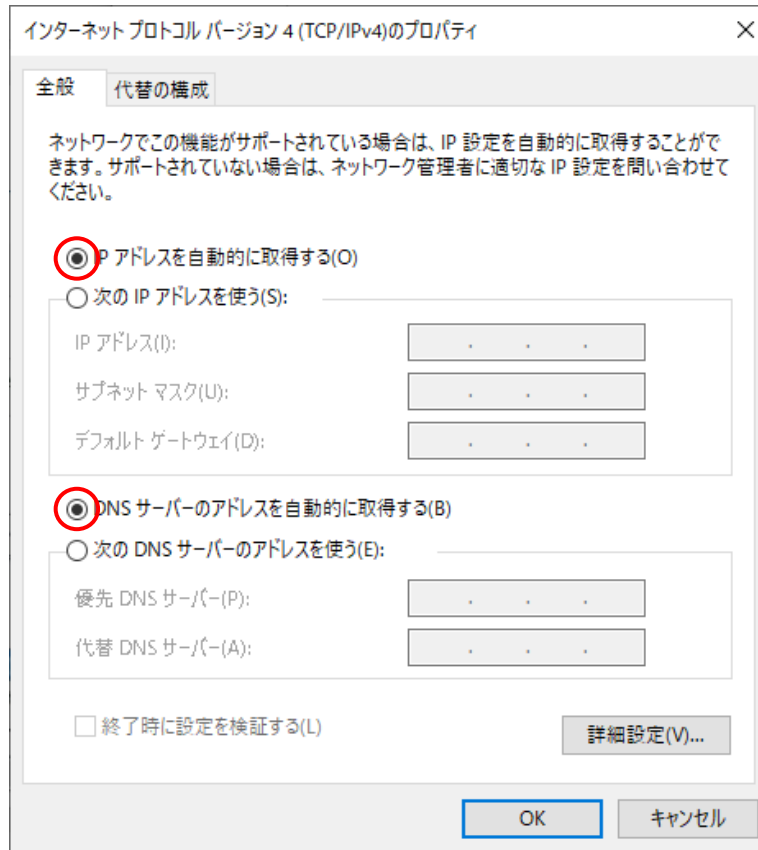 インターネット プロトコル バージョン 4 (TCP/IPv4)のプロパティ
全般
代替の構成
ネットワークでこの機能がサポートされている場合は、IP 設定を自動的に取得することがで
きます。サポートされていない場合は、ネットワーク管理者に適切な IP 設定を問い合わせて
ください。
IP アドレスを自動的に取得する(O)
次の IP アドレスを使う(S):
IP アドレス(I):
サブネット マスク(U):
デフォルト ゲートウェイ(D):
DNS サーバーのアドレスを自動的に取得する(B)
次の DNS サーバーのアドレスを使う(E):
優先 DNS サーバー(P):
代替 DNS サーバー(A):
終了時に設定を検証する(L)
詳細設定(V)...
OK
キャンセル